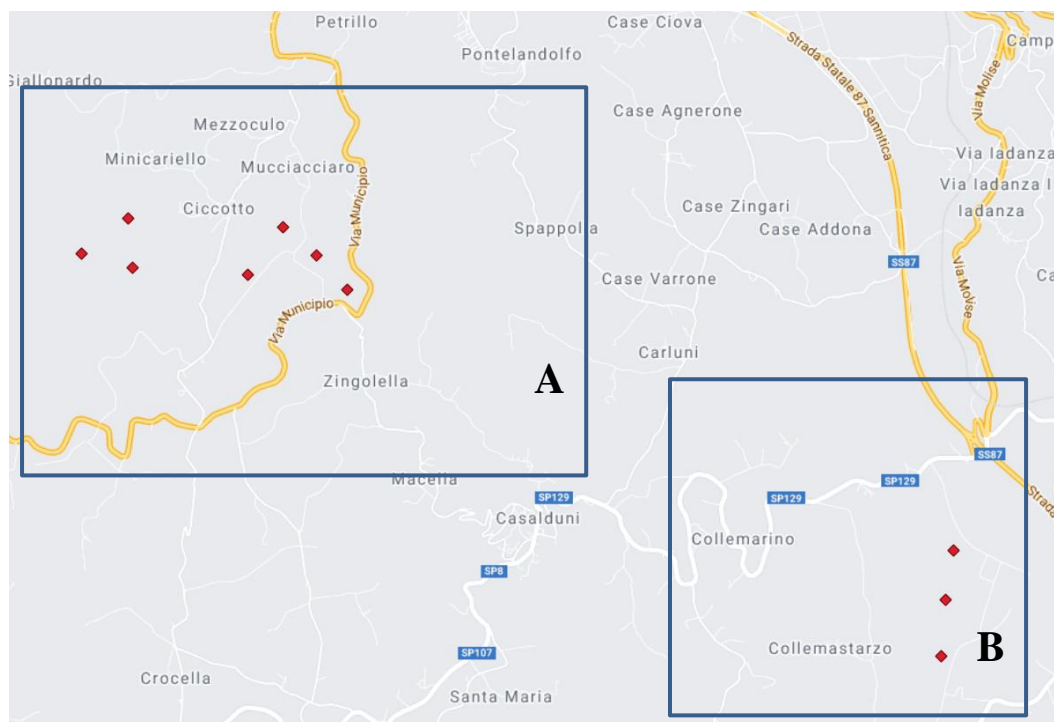 Petrillo
Case Ciova
Camp
Pontelandolfo
Strada Statale 87 Sannitica
Via Molise
Giallonardo
Case Agnerone
Mezzoculo
Minicariello
Mucciacciaro
Via Iadanza
Via Iadanza I
Iadanza
Via Municipio
Ciccotto
Case Zingari
Spappolla
Case Addona
SS87
Case Varrone
Ca
Via Molise
Via Municipio
Carluni
Zingolella
A
SS87
Macella
SP129
SP129
SP129
Strada
Casalduni
Collemarino
SP8
SP107
Collemastarzo
B
Crocella
Santa Maria